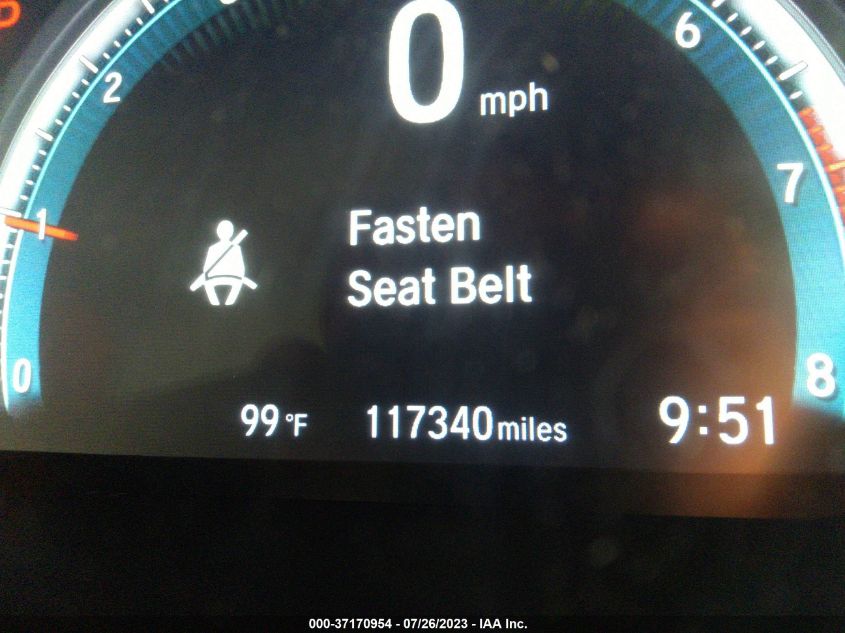 0 mph
2
6
1
7
Fasten
Seat Belt
0
8
99 °F 117340 miles 9:51
000-37170954 - 07/26/2023 - IAA Inc.